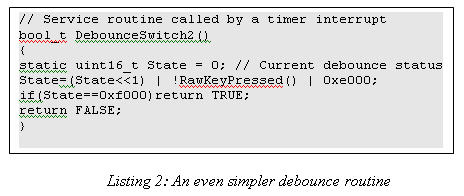 // Service routine called by a timer interrupt
bool_t DebounceSwitch2()
{
static uint16_t State = 0; // Current debounce status
State=(State<<1) | !RawKeyPressed() | 0xe000;
if(State==0xf000)return TRUE;
return FALSE;
}
Listing 2: An even simpler debounce routine